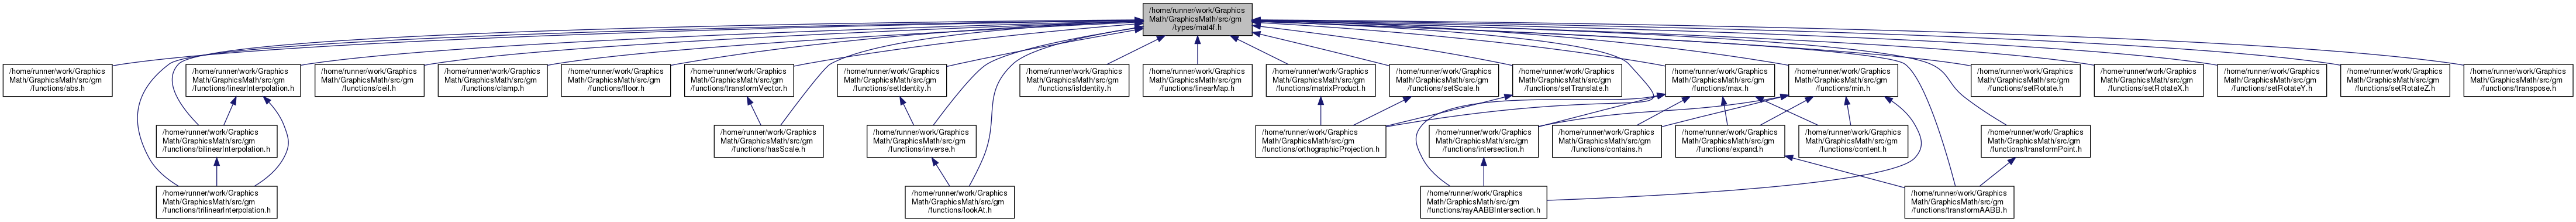 /home/runner/work/Graphics
Math/GraphicsMath/src/gm
/types/mat4f.h
/home/runner/work/Graphics
Math/GraphicsMath/src/gm
/functions/abs.h
/home/runner/work/Graphics
Math/GraphicsMath/src/gm
/functions/linearInterpolation.h
/home/runner/work/Graphics
Math/GraphicsMath/src/gm
/functions/ceil.h
/home/runner/work/Graphics
Math/GraphicsMath/src/gm
/functions/clamp.h
/home/runner/work/Graphics
Math/GraphicsMath/src/gm
/functions/floor.h
/home/runner/work/Graphics
Math/GraphicsMath/src/gm
/functions/transformVector.h
/home/runner/work/Graphics
Math/GraphicsMath/src/gm
/functions/setIdentity.h
/home/runner/work/Graphics
Math/GraphicsMath/src/gm
/functions/isIdentity.h
/home/runner/work/Graphics
Math/GraphicsMath/src/gm
/functions/linearMap.h
/home/runner/work/Graphics
Math/GraphicsMath/src/gm
/functions/matrixProduct.h
/home/runner/work/Graphics
Math/GraphicsMath/src/gm
/functions/setScale.h
/home/runner/work/Graphics
Math/GraphicsMath/src/gm
/functions/setTranslate.h
/home/runner/work/Graphics
Math/GraphicsMath/src/gm
/functions/max.h
/home/runner/work/Graphics
Math/GraphicsMath/src/gm
/functions/min.h
/home/runner/work/Graphics
Math/GraphicsMath/src/gm
/functions/setRotate.h
/home/runner/work/Graphics
Math/GraphicsMath/src/gm
/functions/setRotateX.h
/home/runner/work/Graphics
Math/GraphicsMath/src/gm
/functions/setRotateY.h
/home/runner/work/Graphics
Math/GraphicsMath/src/gm
/functions/setRotateZ.h
/home/runner/work/Graphics
Math/GraphicsMath/src/gm
/functions/transpose.h
/home/runner/work/Graphics
Math/GraphicsMath/src/gm
/functions/bilinearInterpolation.h
/home/runner/work/Graphics
Math/GraphicsMath/src/gm
/functions/hasScale.h
/home/runner/work/Graphics
Math/GraphicsMath/src/gm
/functions/inverse.h
/home/runner/work/Graphics
Math/GraphicsMath/src/gm
/functions/orthographicProjection.h
/home/runner/work/Graphics
Math/GraphicsMath/src/gm
/functions/intersection.h
/home/runner/work/Graphics
Math/GraphicsMath/src/gm
/functions/contains.h
/home/runner/work/Graphics
Math/GraphicsMath/src/gm
/functions/expand.h
/home/runner/work/Graphics
Math/GraphicsMath/src/gm
/functions/content.h
/home/runner/work/Graphics
Math/GraphicsMath/src/gm
/functions/transformPoint.h
/home/runner/work/Graphics
Math/GraphicsMath/src/gm
/functions/trilinearInterpolation.h
/home/runner/work/Graphics
Math/GraphicsMath/src/gm
/functions/lookAt.h
/home/runner/work/Graphics
Math/GraphicsMath/src/gm
/functions/rayAABBIntersection.h
/home/runner/work/Graphics
Math/GraphicsMath/src/gm
/functions/transformAABB.h